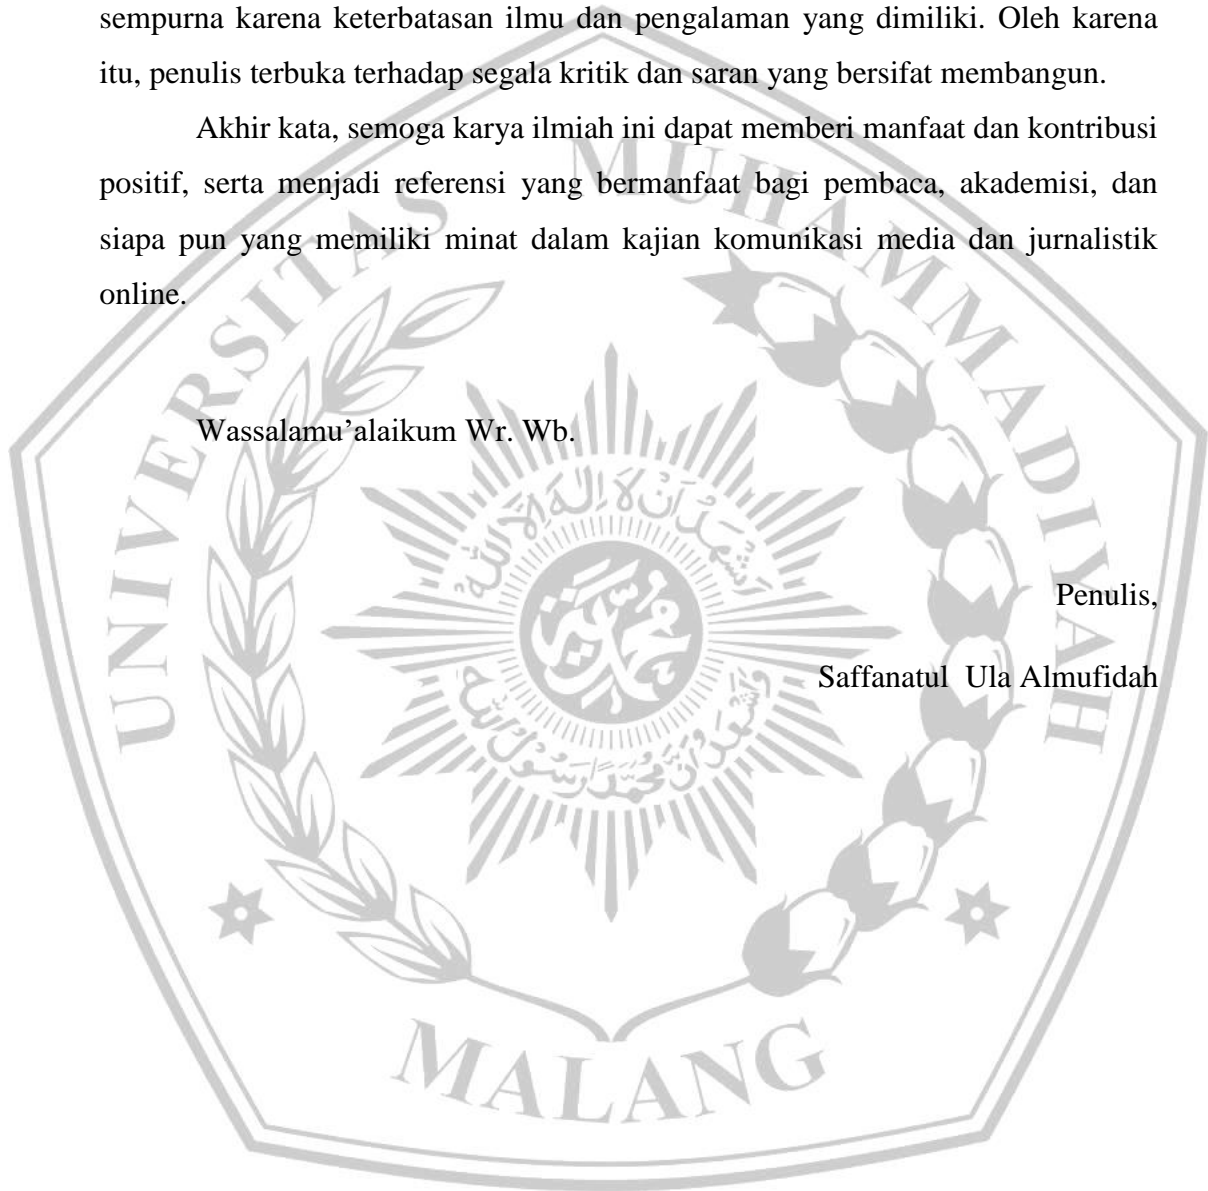 sempurna karena keterbatasan ilmu dan pengalaman yang dimiliki. Oleh karena
itu, penulis terbuka terhadap segala kritik dan saran yang bersifat membangun.
Akhir kata, semoga karya ilmiah ini dapat memberi manfaat dan kontribusi
positif, serta menjadi referensi yang bermanfaat bagi pembaca, akademisi, dan
siapa pun yang memiliki minat dalam kajian komunikasi media dan jurnalistik
online.
Wassalamu’alaikum Wr. Wb.
Penulis,
Saffanatul Ula Almufidah
UNIVERSITAS MUHAMMADIYAH
MALANG